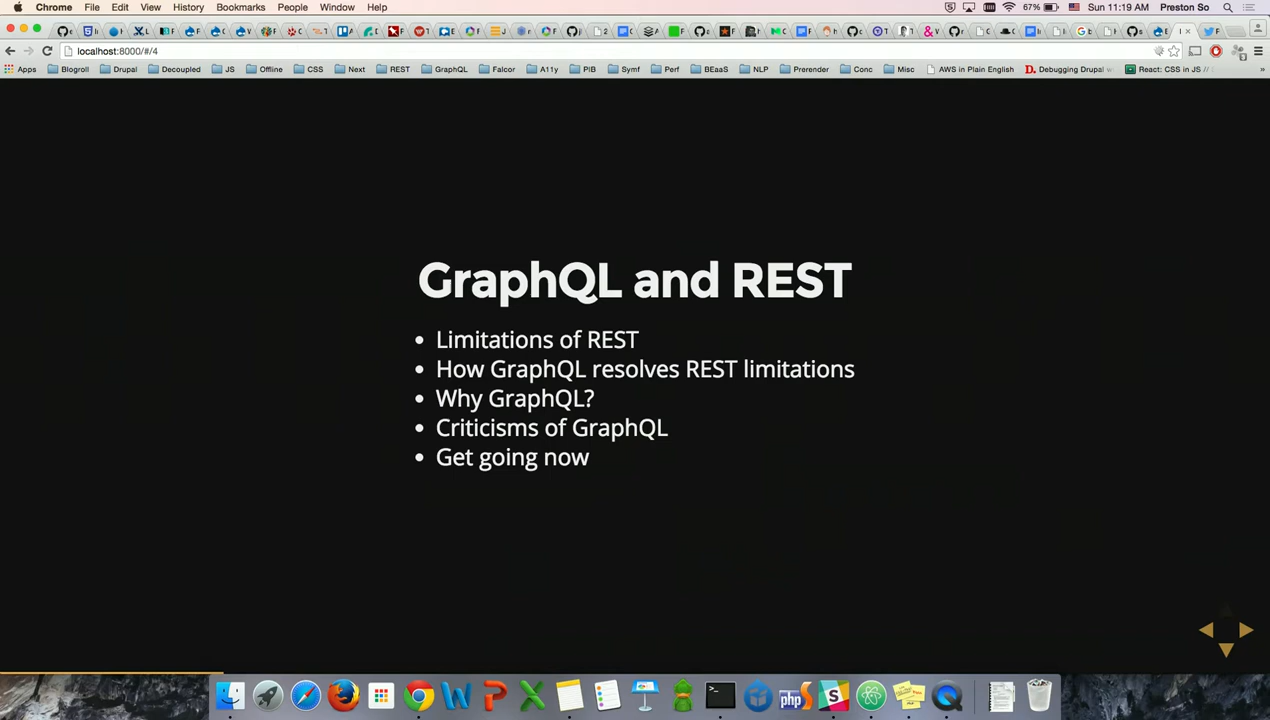 Chrome File Edit View History Bookmarks People Window Help 67% Sun 11:19 AM Preston So
localhost:8000/#/4
Apps Blogroll Drupal Decoupled JS Offline CSS Next REST GraphQL Falcor A11y PIB Symf Perf BEaaS NLP Prerender Conc Misc AWS in Plain English Debugging Drupal w React: CSS in JS // »
GraphQL and REST
• Limitations of REST
• How GraphQL resolves REST limitations
• Why GraphQL?
• Criticisms of GraphQL
• Get going now
php